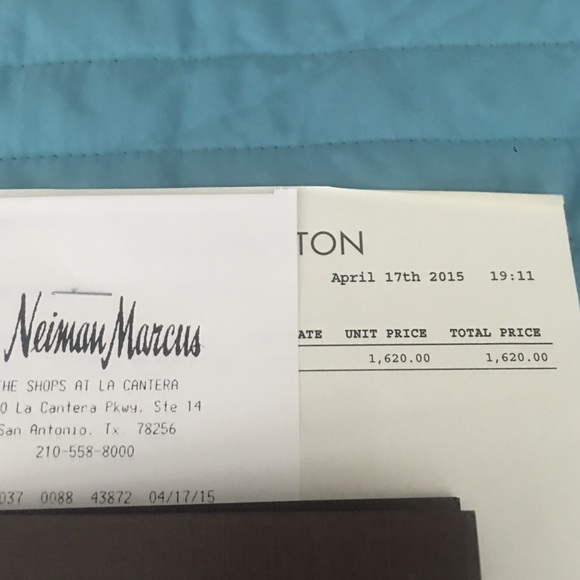 TON
April 17th 2015 19:11
ATE UNIT PRICE TOTAL PRICE
1,620.00 1,620.00
Neiman Marcus
THE SHOPS AT LA CANTERA
0 La Cantera Pkwy, Ste 14
San Antonio, Tx 78256
210-558-8000
037 0088 43872 04/17/15